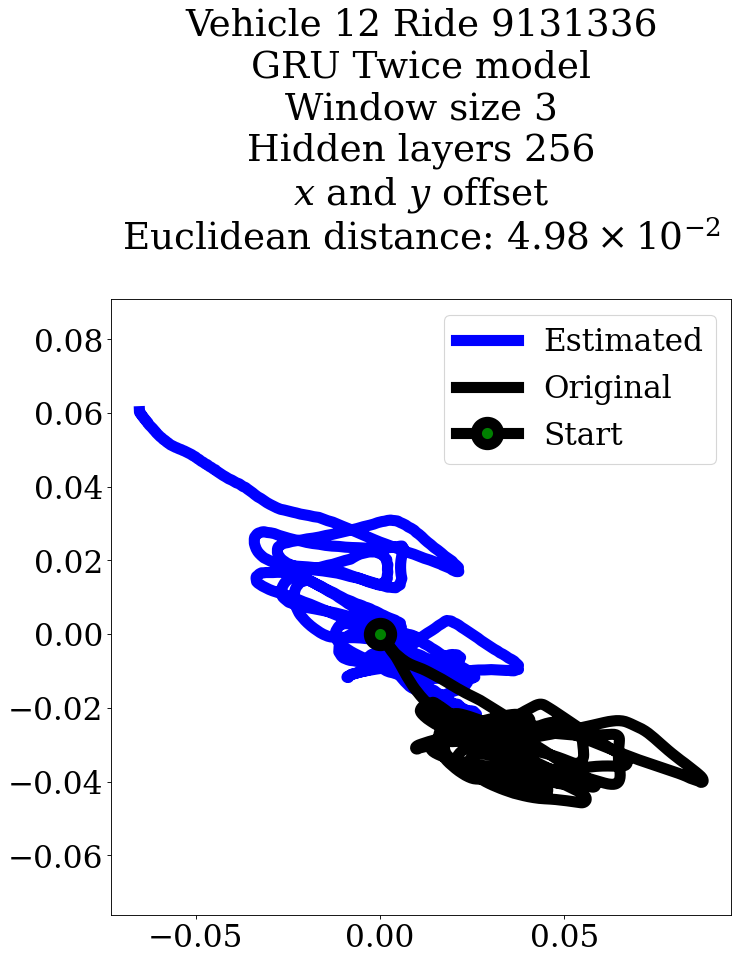 Vehicle 12 Ride 9131336
GRU Twice model
Window size 3
Hidden layers 256
x and y offset
Euclidean distance: 4.98 × 10⁻²
Estimated
Original
Start
0.08
0.06
0.04
0.02
0.00
−0.02
−0.04
−0.06
−0.05 0.00 0.05